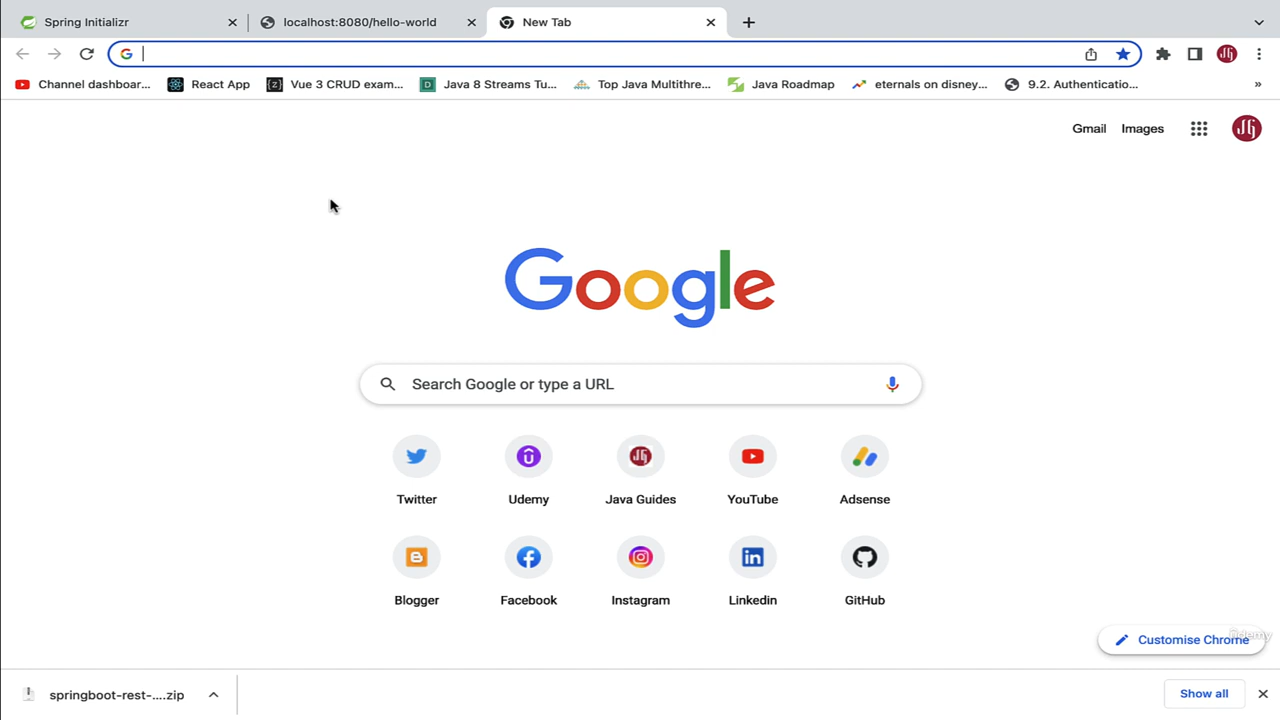 Spring Initializr
localhost:8080/hello-world
New Tab
Channel dashboar...
React App
Vue 3 CRUD exam...
Java 8 Streams Tu...
Top Java Multithre...
Java Roadmap
eternals on disney...
9.2. Authenticatio...
»
Gmail
Images
Google
Search Google or type a URL
Twitter
Udemy
Java Guides
YouTube
Adsense
Blogger
Facebook
Instagram
Linkedin
GitHub
Customise Chrome
ûdemy
springboot-rest-....zip
Show all